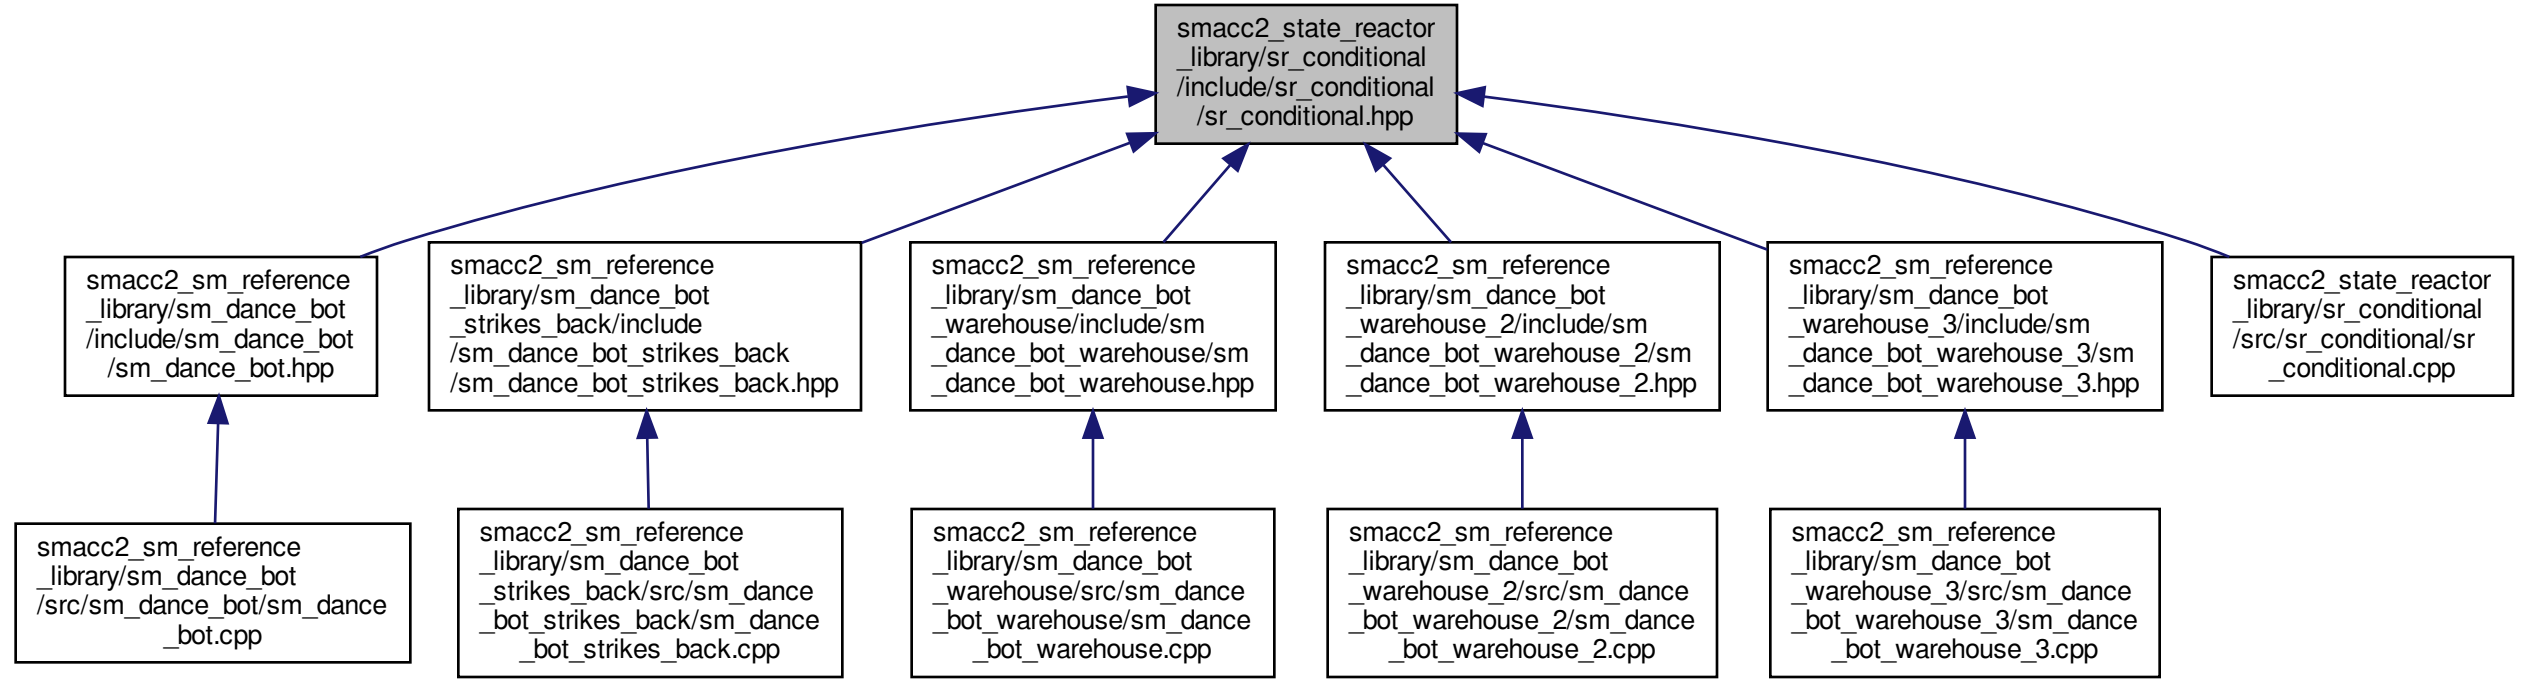 smacc2_state_reactor
_library/sr_conditional
/include/sr_conditional
/sr_conditional.hpp
smacc2_sm_reference
_library/sm_dance_bot
/include/sm_dance_bot
/sm_dance_bot.hpp
smacc2_sm_reference
_library/sm_dance_bot
_strikes_back/include
/sm_dance_bot_strikes_back
/sm_dance_bot_strikes_back.hpp
smacc2_sm_reference
_library/sm_dance_bot
_warehouse/include/sm
_dance_bot_warehouse/sm
_dance_bot_warehouse.hpp
smacc2_sm_reference
_library/sm_dance_bot
_warehouse_2/include/sm
_dance_bot_warehouse_2/sm
_dance_bot_warehouse_2.hpp
smacc2_sm_reference
_library/sm_dance_bot
_warehouse_3/include/sm
_dance_bot_warehouse_3/sm
_dance_bot_warehouse_3.hpp
smacc2_state_reactor
_library/sr_conditional
/src/sr_conditional/sr
_conditional.cpp
smacc2_sm_reference
_library/sm_dance_bot
/src/sm_dance_bot/sm_dance
_bot.cpp
smacc2_sm_reference
_library/sm_dance_bot
_strikes_back/src/sm_dance
_bot_strikes_back/sm_dance
_bot_strikes_back.cpp
smacc2_sm_reference
_library/sm_dance_bot
_warehouse/src/sm_dance
_bot_warehouse/sm_dance
_bot_warehouse.cpp
smacc2_sm_reference
_library/sm_dance_bot
_warehouse_2/src/sm_dance
_bot_warehouse_2/sm_dance
_bot_warehouse_2.cpp
smacc2_sm_reference
_library/sm_dance_bot
_warehouse_3/src/sm_dance
_bot_warehouse_3/sm_dance
_bot_warehouse_3.cpp